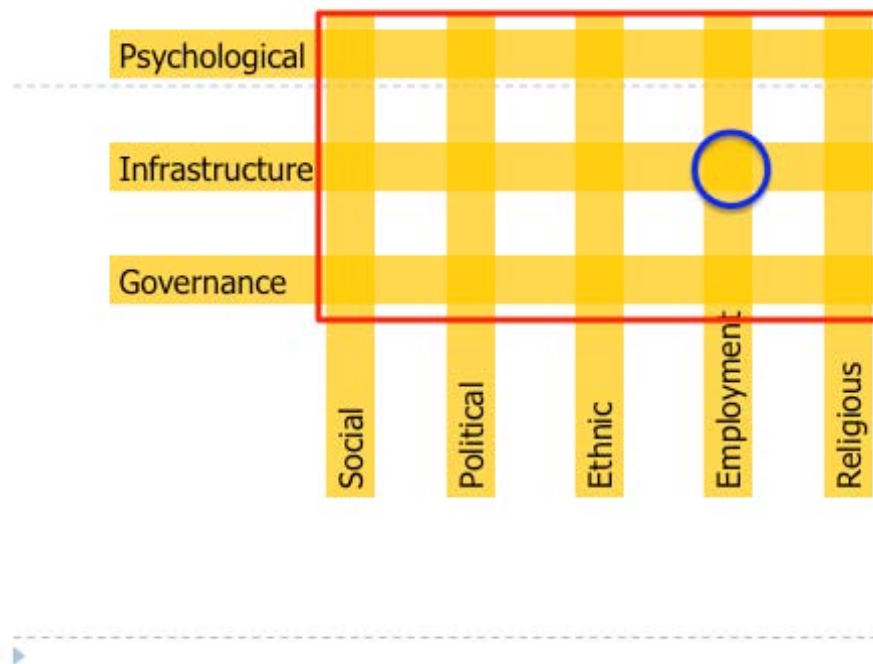 Psychological
Infrastructure
Governance
Social
Political
Ethnic
Employment
Religious